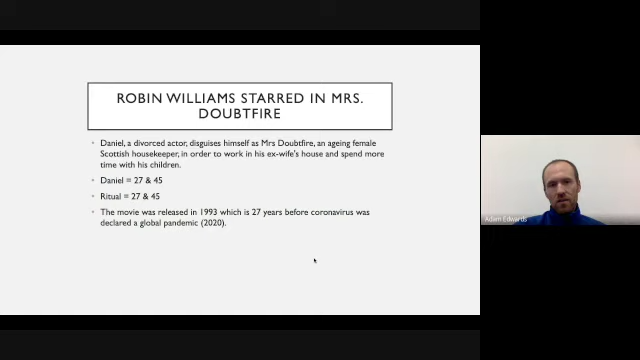 ROBIN WILLIAMS STARRED IN MRS.
DOUBTFIRE
Daniel, a divorced actor, disguises himself as Mrs Doubtfire, an ageing female
Scottish housekeeper, in order to work in his ex-wife's house and spend more
time with his children.
Daniel = 27 & 45
Ritual = 27 & 45
The movie was released in 1993 which is 27 years before coronavirus was
declared a global pandemic (2020).
Adam Edwards